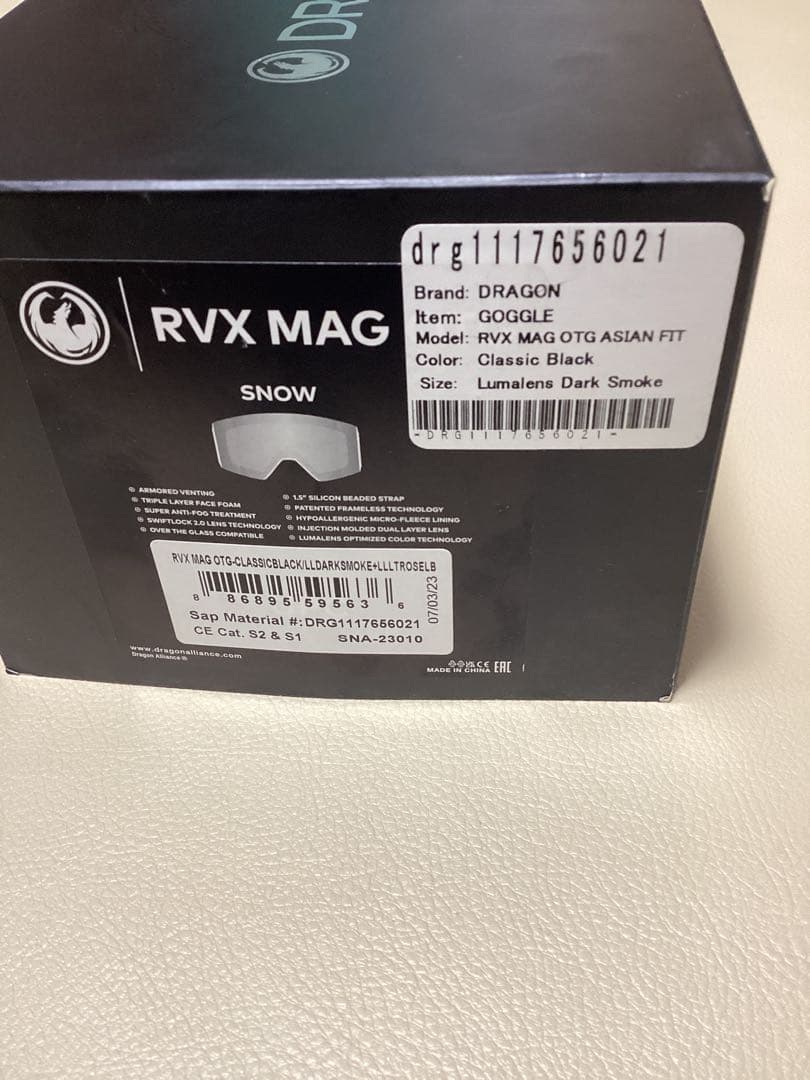 DR
drg1117656021
Brand: DRAGON
Item: GOGGLE
Model: RVX MAG OTG ASIAN FIT
Color: Classic Black
Size: Lumalens Dark Smoke
-DRG1117656021-
RVX MAG
SNOW
ARMORED VENTING
TRIPLE LAYER FACE FOAM
SUPER ANTI-FOG TREATMENT
SWIFTLOCK 2.0 LENS TECHNOLOGY
OVER THE GLASS COMPATIBLE
1.5" SILICON BEADED STRAP
PATENTED FRAMELESS TECHNOLOGY
HYPOALLERGENIC MICRO-FLEECE LINING
INJECTION MOLDED DUAL LAYER LENS
LUMALENS OPTIMIZED COLOR TECHNOLOGY
RVX MAG OTG-CLASSICBLACK/LLDARKSMOKE+LLLTROSELB
8 86895 59563 6
07/03/23
Sap Material #:DRG1117656021
CE Cat. S2 & S1 SNA-23010
www.dragonalliance.com
Dragon Alliance ®
CE EAC
MADE IN CHINA